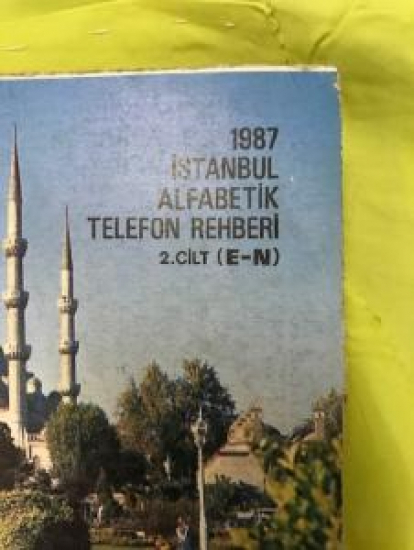 1987
İSTANBUL
ALFABETİK
TELEFON REHBERİ
2.CİLT (E-N)